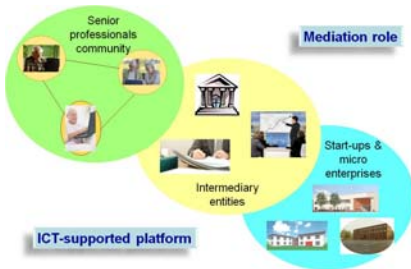 Senior
professionals
community
Mediation role
Start-ups &
micro
enterprises
Intermediary
entities
ICT-supported platform